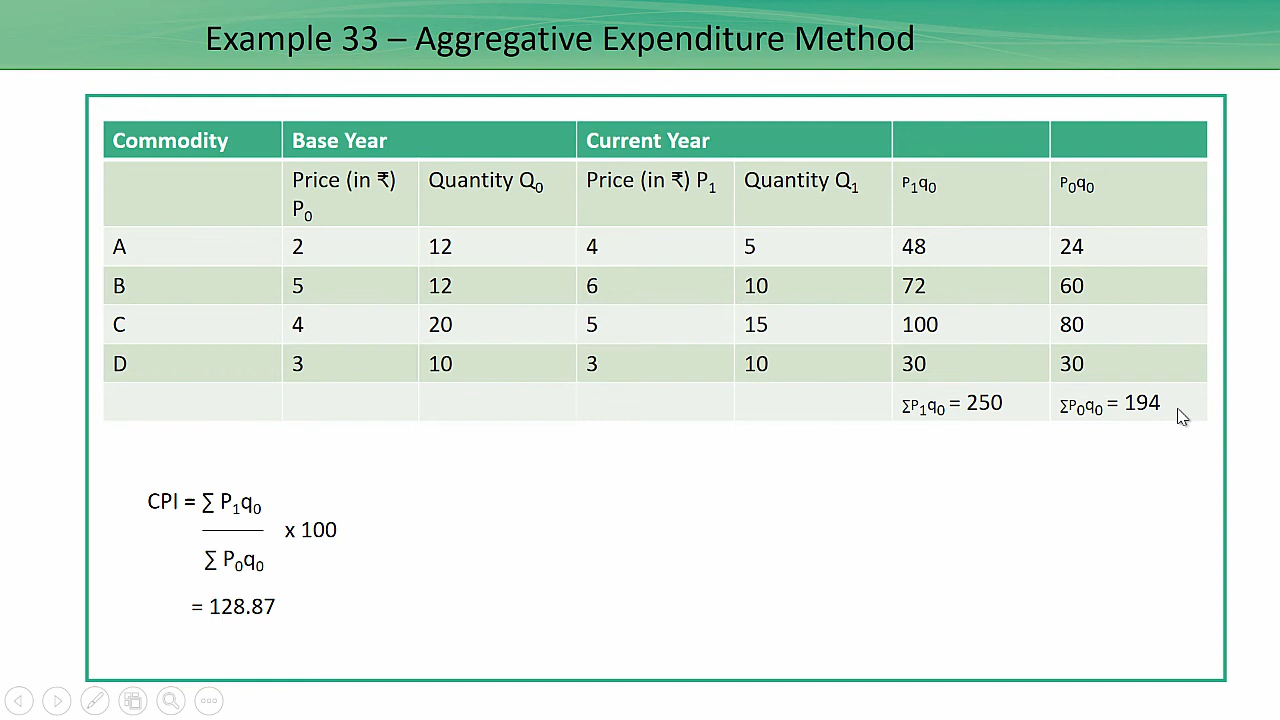 Example 33 – Aggregative Expenditure Method
Commodity Base Year Current Year
Price (in ₹) Quantity Q₀ Price (in ₹) P₁ Quantity Q₁ P₁q₀ P₀q₀
P₀
A 2 12 4 5 48 24
B 5 12 6 10 72 60
C 4 20 5 15 100 80
D 3 10 3 10 30 30
∑P₁q₀ = 250 ∑P₀q₀ = 194
CPI = ∑ P₁q₀
x 100
∑ P₀q₀
= 128.87